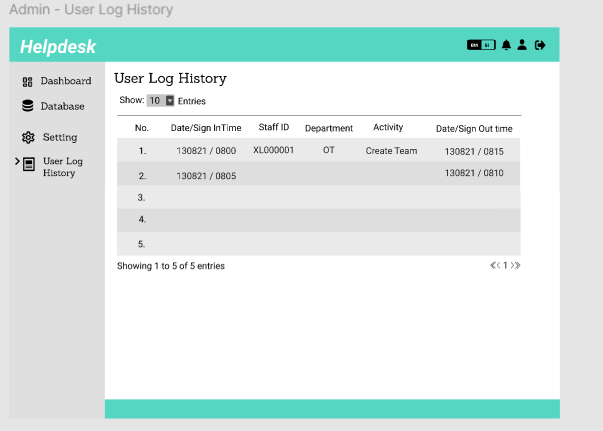 Admin - User Log History
Helpdesk
BM BI
Dashboard
Database
Setting
User Log
History
User Log History
Show: 10 Entries
No. Date/Sign InTime Staff ID Department Activity Date/Sign Out time
1. 130821 / 0800 XL000001 OT Create Team 130821 / 0815
2. 130821 / 0805 130821 / 0810
3.
4.
5.
Showing 1 to 5 of 5 entries
1